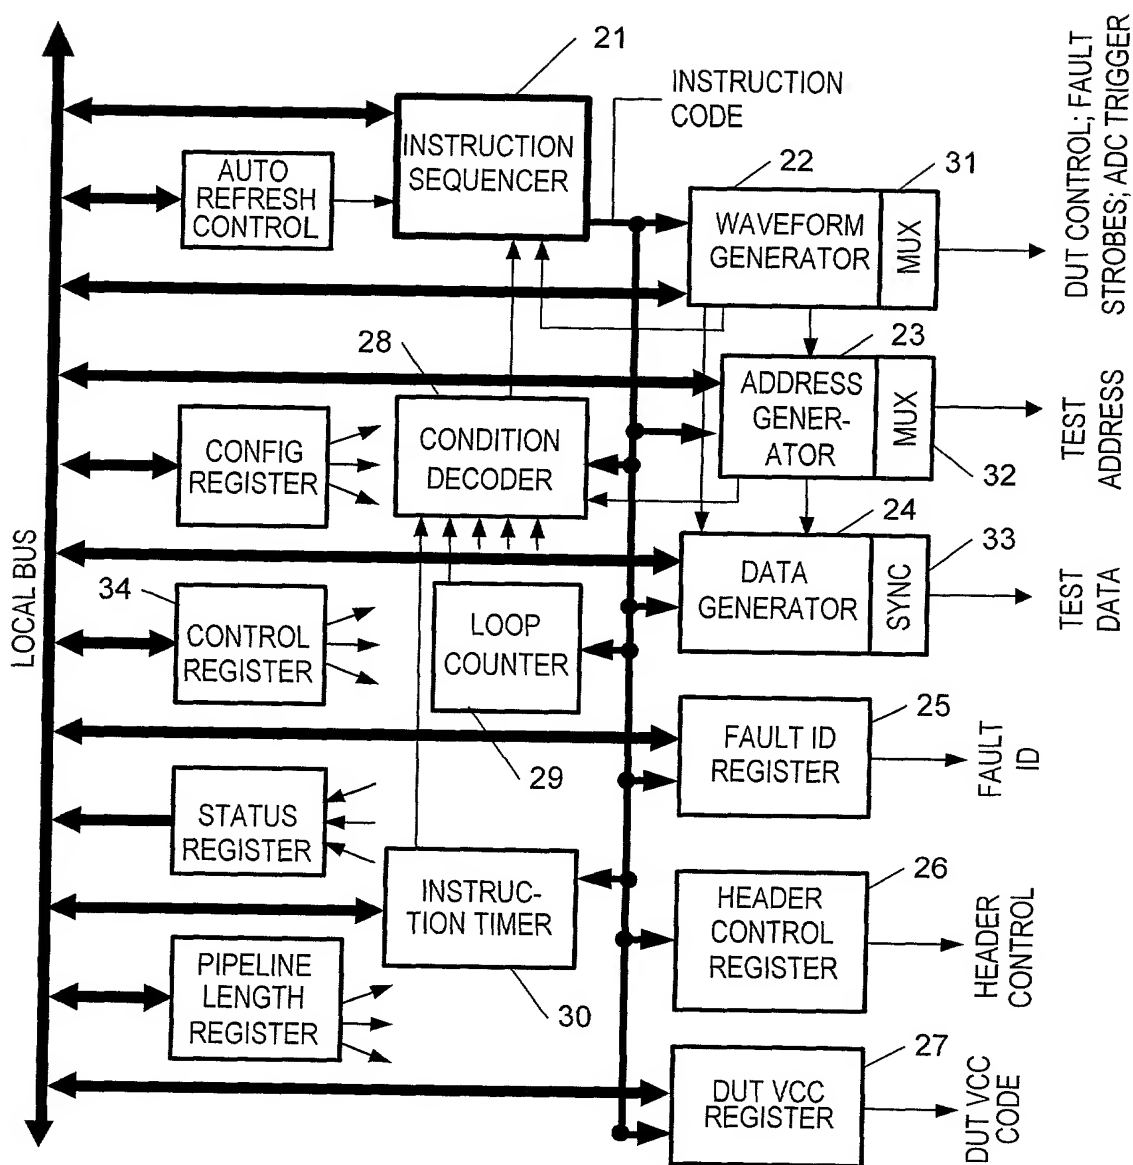 21
INSTRUCTION
CODE
INSTRUCTION
SEQUENCER
AUTO
REFRESH
CONTROL
22
31
WAVEFORM
GENERATOR
MUX
DUT CONTROL; FAULT
STROBES; ADC TRIGGER
28
23
CONDITION
DECODER
ADDRESS
GENER-
ATOR
MUX
32
TEST
ADDRESS
CONFIG
REGISTER
24
33
DATA
GENERATOR
SYNC
TEST
DATA
LOCAL BUS
34
CONTROL
REGISTER
LOOP
COUNTER
29
25
FAULT ID
REGISTER
FAULT
ID
STATUS
REGISTER
INSTRUC-
TION TIMER
30
26
HEADER
CONTROL
REGISTER
HEADER
CONTROL
PIPELINE
LENGTH
REGISTER
27
DUT VCC
REGISTER
DUT VCC
CODE